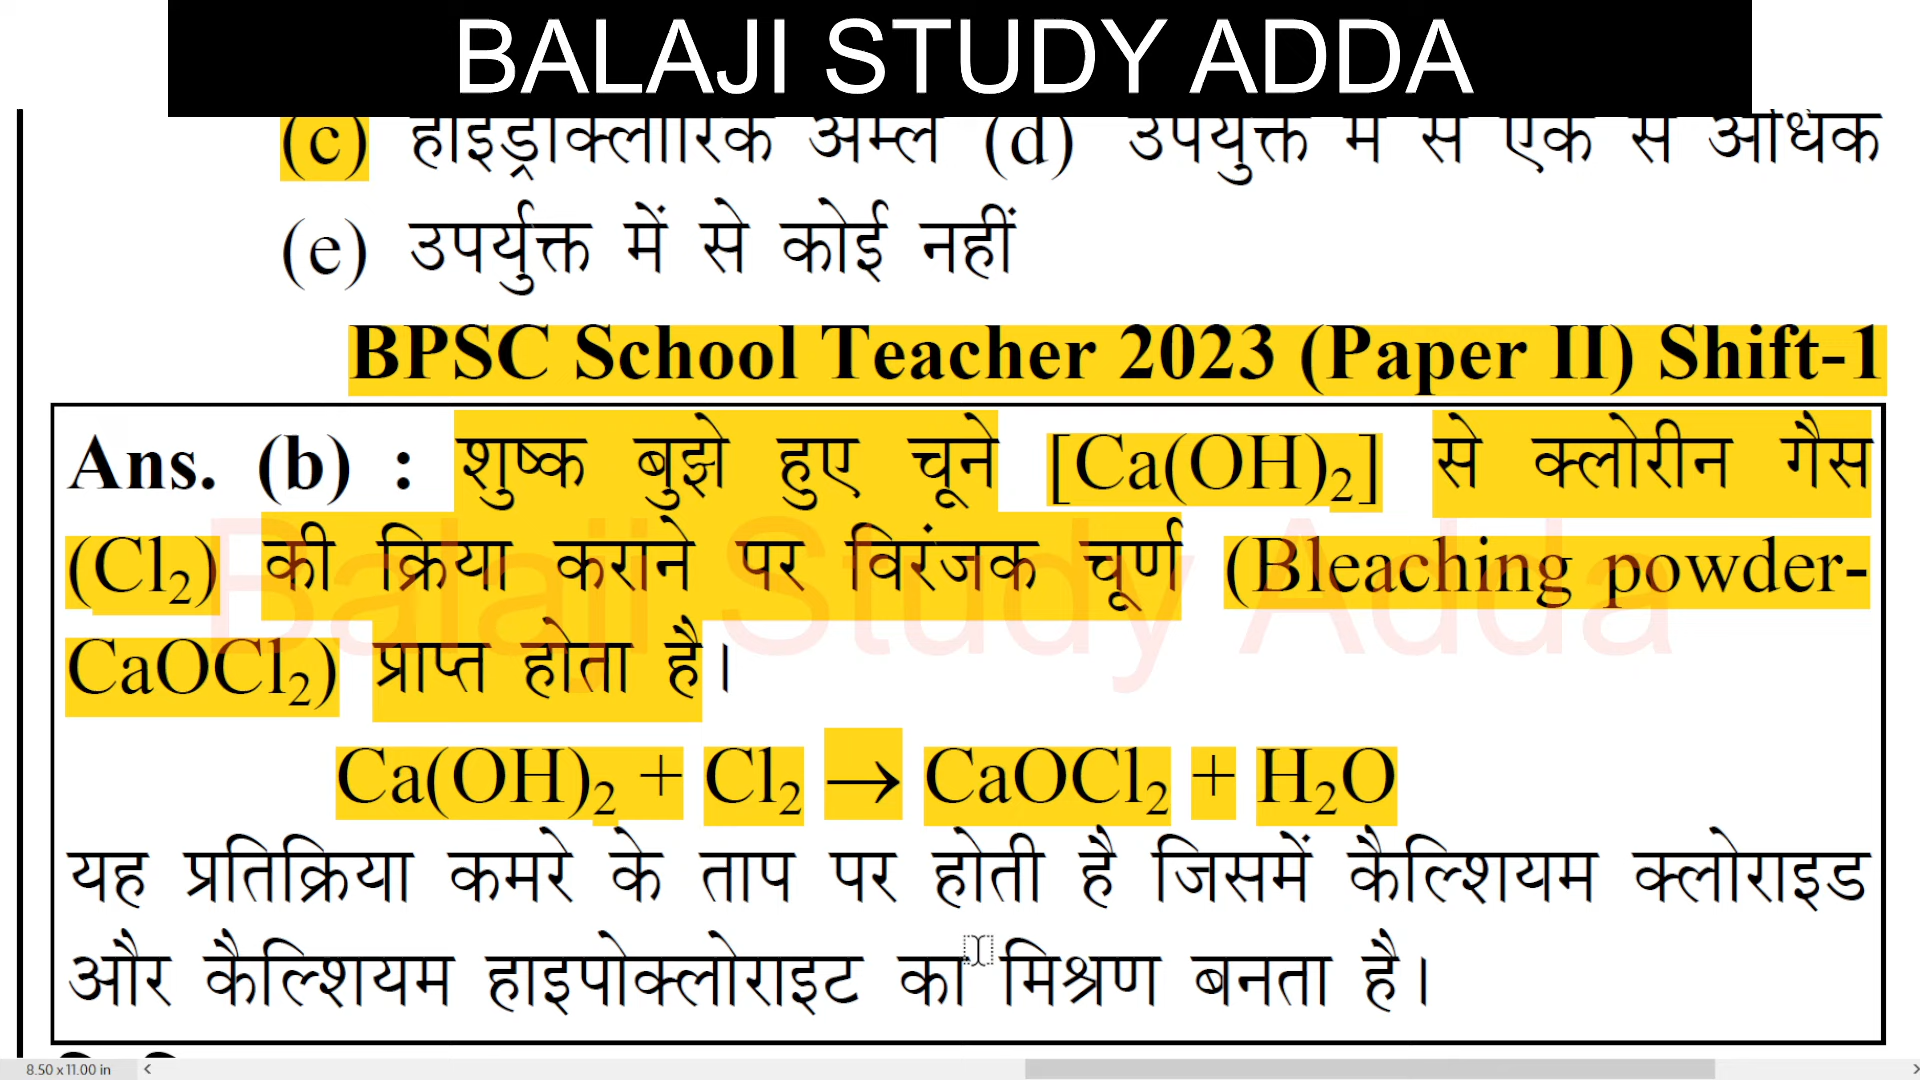 BALAJI STUDY ADDA
(c) हाइड्रोक्लोरिक अम्ल (d) उपर्युक्त में से एक से अधिक
(e) उपर्युक्त में से कोई नहीं
BPSC School Teacher 2023 (Paper II) Shift-1
Ans. (b) : शुष्क बुझे हुए चूने [Ca(OH)₂] से क्लोरीन गैस
(Cl₂) की क्रिया कराने पर विरंजक चूर्ण (Bleaching powder-
CaOCl₂) प्राप्त होता है।
Balaji Study Adda
Ca(OH)₂ + Cl₂ → CaOCl₂ + H₂O
यह प्रतिक्रिया कमरे के ताप पर होती है जिसमें कैल्शियम क्लोराइड
और कैल्शियम हाइपोक्लोराइट का मिश्रण बनता है।
8.50 x 11.00 in